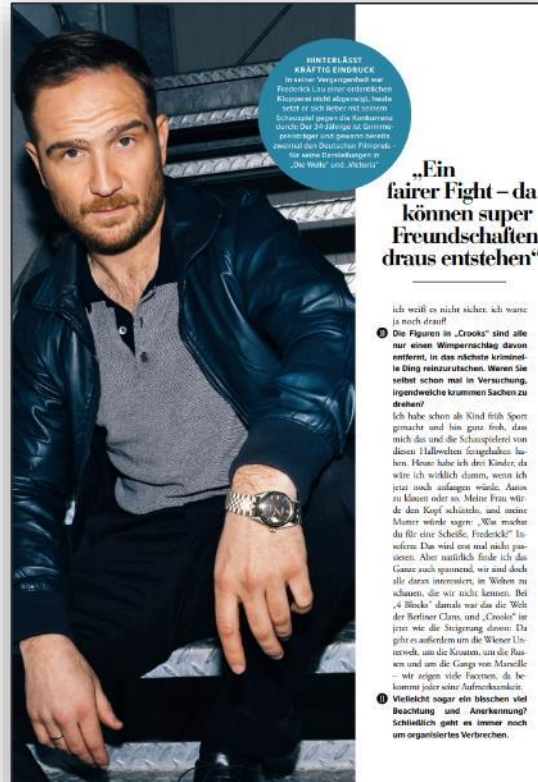 HINTERLÄSST
KRÄFTIG EINDRUCK
In seiner Vergangenheit war
Frederick Lau einer ordentlichen
Klopperei nicht abgeneigt, heute
setzt er sich lieber mit seinem
Schauspiel gegen die Konkurrenz
durch: Der 34-Jährige ist Grimme-
preisträger und gewann bereits
zweimal den Deutschen Filmpreis –
für seine Darstellungen in
„Die Welle“ und „Victoria“
„Ein
fairer Fight – da
können super
Freundschaften
draus entstehen“
ich weiß es nicht sicher, ich warte
ja noch drauf!
Die Figuren in „Crooks“ sind alle
nur einen Wimpernschlag davon
entfernt, in das nächste kriminel-
le Ding reinzurutschen. Waren Sie
selbst schon mal in Versuchung,
irgendwelche krummen Sachen zu
drehen?
Ich habe schon als Kind früh Sport
gemacht und bin ganz froh, dass
mich das und die Schauspielerei von
diesen Halbwelten ferngehalten ha-
ben. Heute habe ich drei Kinder, da
wäre ich wirklich dumm, wenn ich
jetzt noch anfangen würde, Autos
zu klauen oder so. Meine Frau wür-
de den Kopf schütteln, und meine
Mutter würde sagen: „Was machst
du für eine Scheiße, Frederick?“ In-
sofern: Das wird erst mal nicht pas-
sieren. Aber natürlich finde ich das
Ganze auch spannend, wir sind doch
alle daran interessiert, in Welten zu
schauen, die wir nicht kennen. Bei
„4 Blocks“ damals war das die Welt
der Berliner Clans, und „Crooks“ ist
jetzt wie die Steigerung davon: Da
geht es außerdem um die Wiener Un-
terwelt, um die Kroaten, um die Rus-
sen und um die Gangs von Marseille
– wir zeigen viele Facetten, da be-
kommt jeder seine Aufmerksamkeit.
Vielleicht sogar ein bisschen viel
Beachtung und Anerkennung?
Schließlich geht es immer noch
um organisiertes Verbrechen.